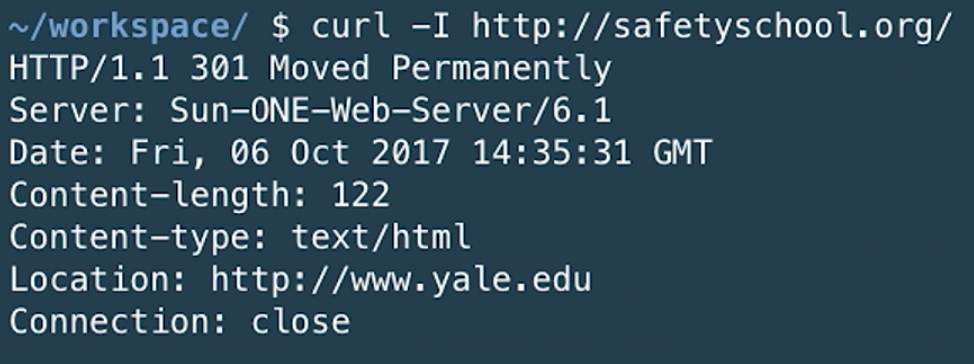 ~/workspace/ $ curl -I http://safetyschool.org/
HTTP/1.1 301 Moved Permanently
Server: Sun-ONE-Web-Server/6.1
Date: Fri, 06 Oct 2017 14:35:31 GMT
Content-length: 122
Content-type: text/html
Location: http://www.yale.edu
Connection: close